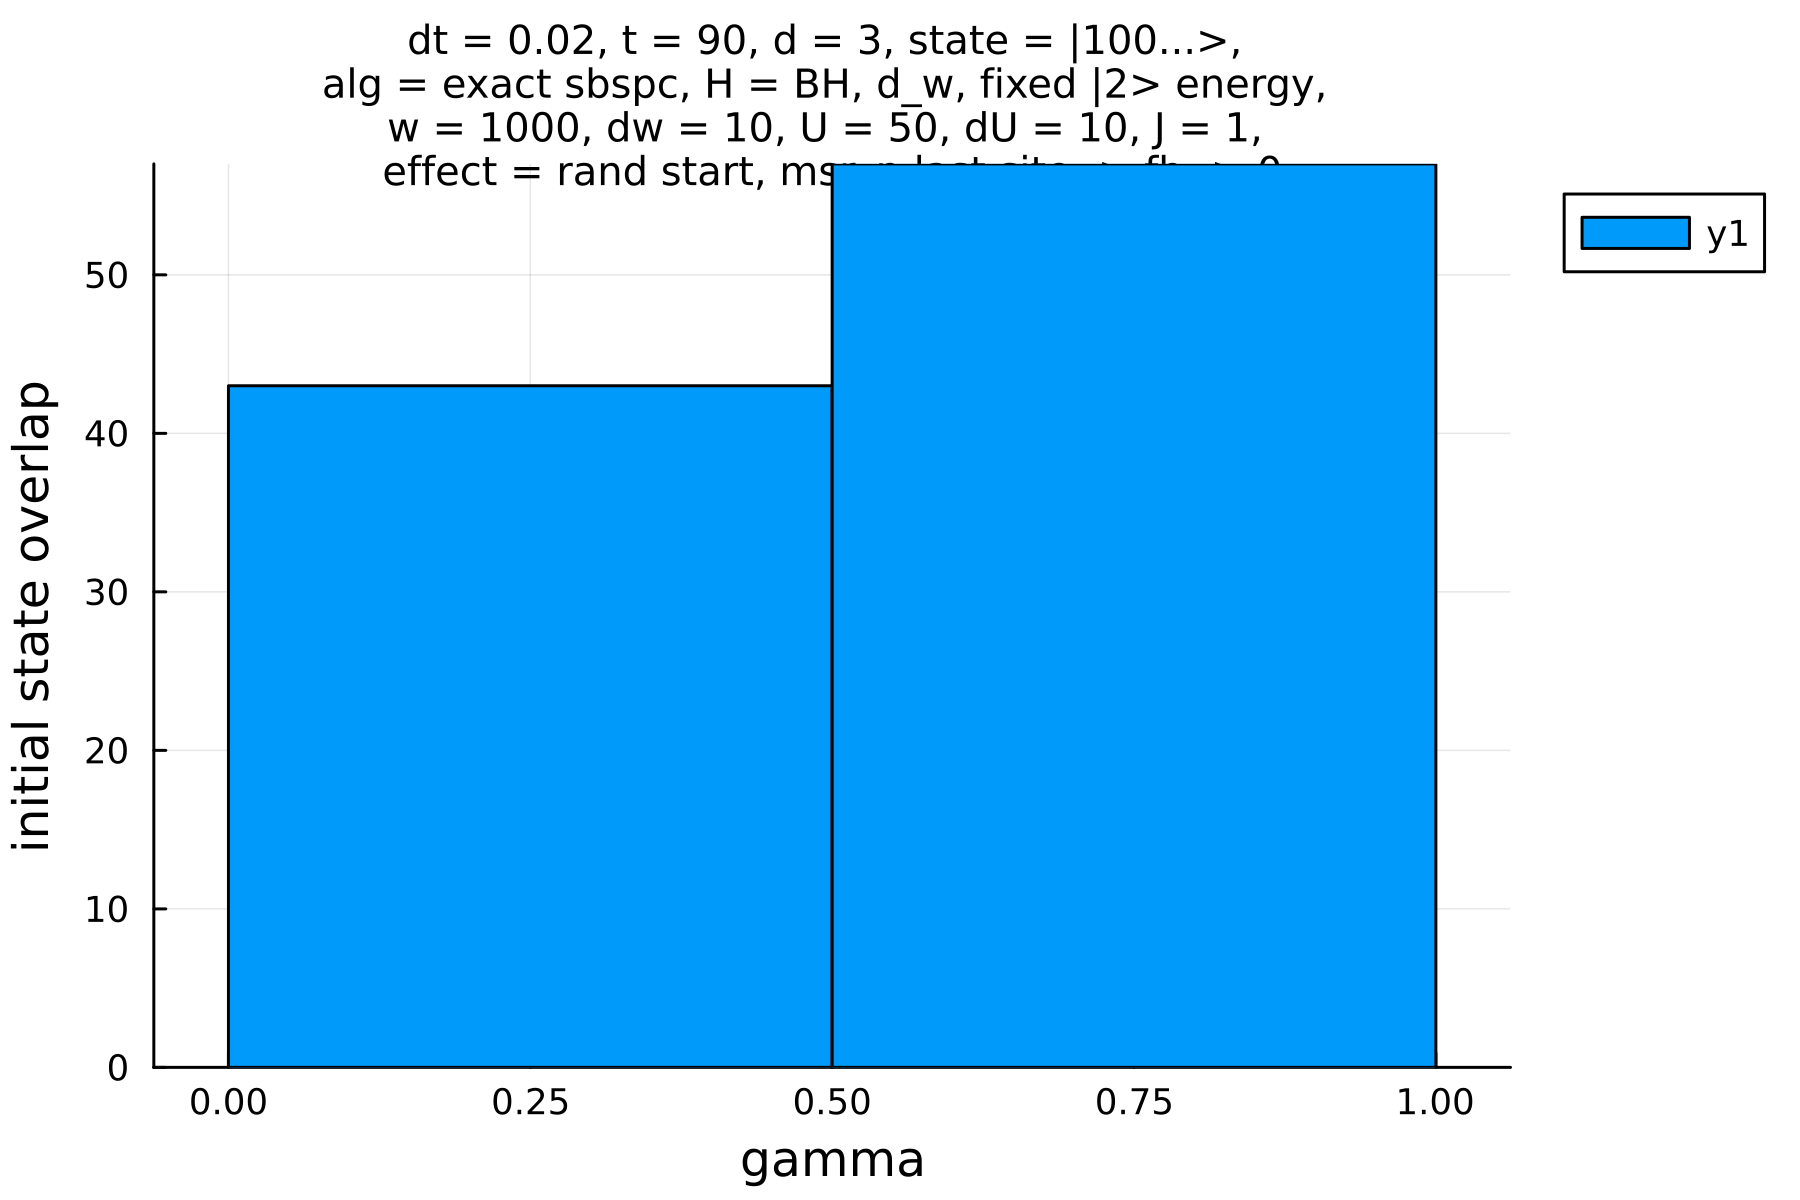 dt = 0.02, t = 90, d = 3, state = |100...>,
alg = exact sbspc, H = BH, d_w, fixed |2> energy,
w = 1000, dw = 10, U = 50, dU = 10, J = 1,
effect = rand start,
y1
50
40
30
20
10
0
initial state overlap
0.00 0.25 0.50 0.75 1.00
gamma